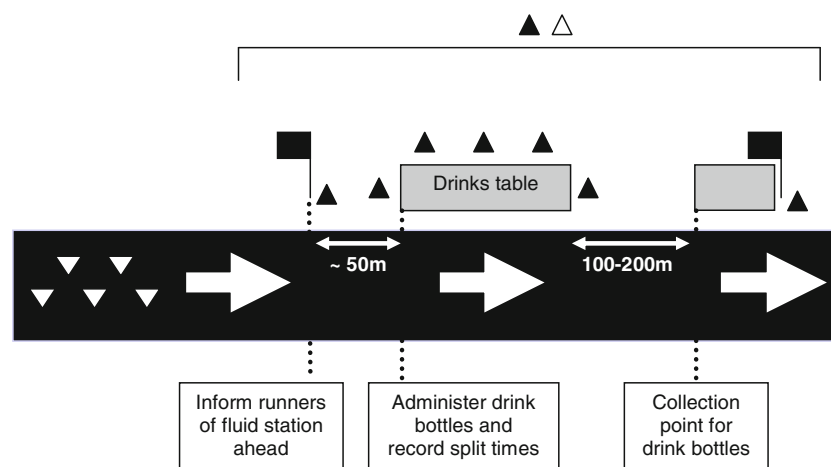 Drinks table
~ 50m
100-200m
Inform runners
of fluid station
ahead
Administer drink
bottles and
record split times
Collection
point for
drink bottles